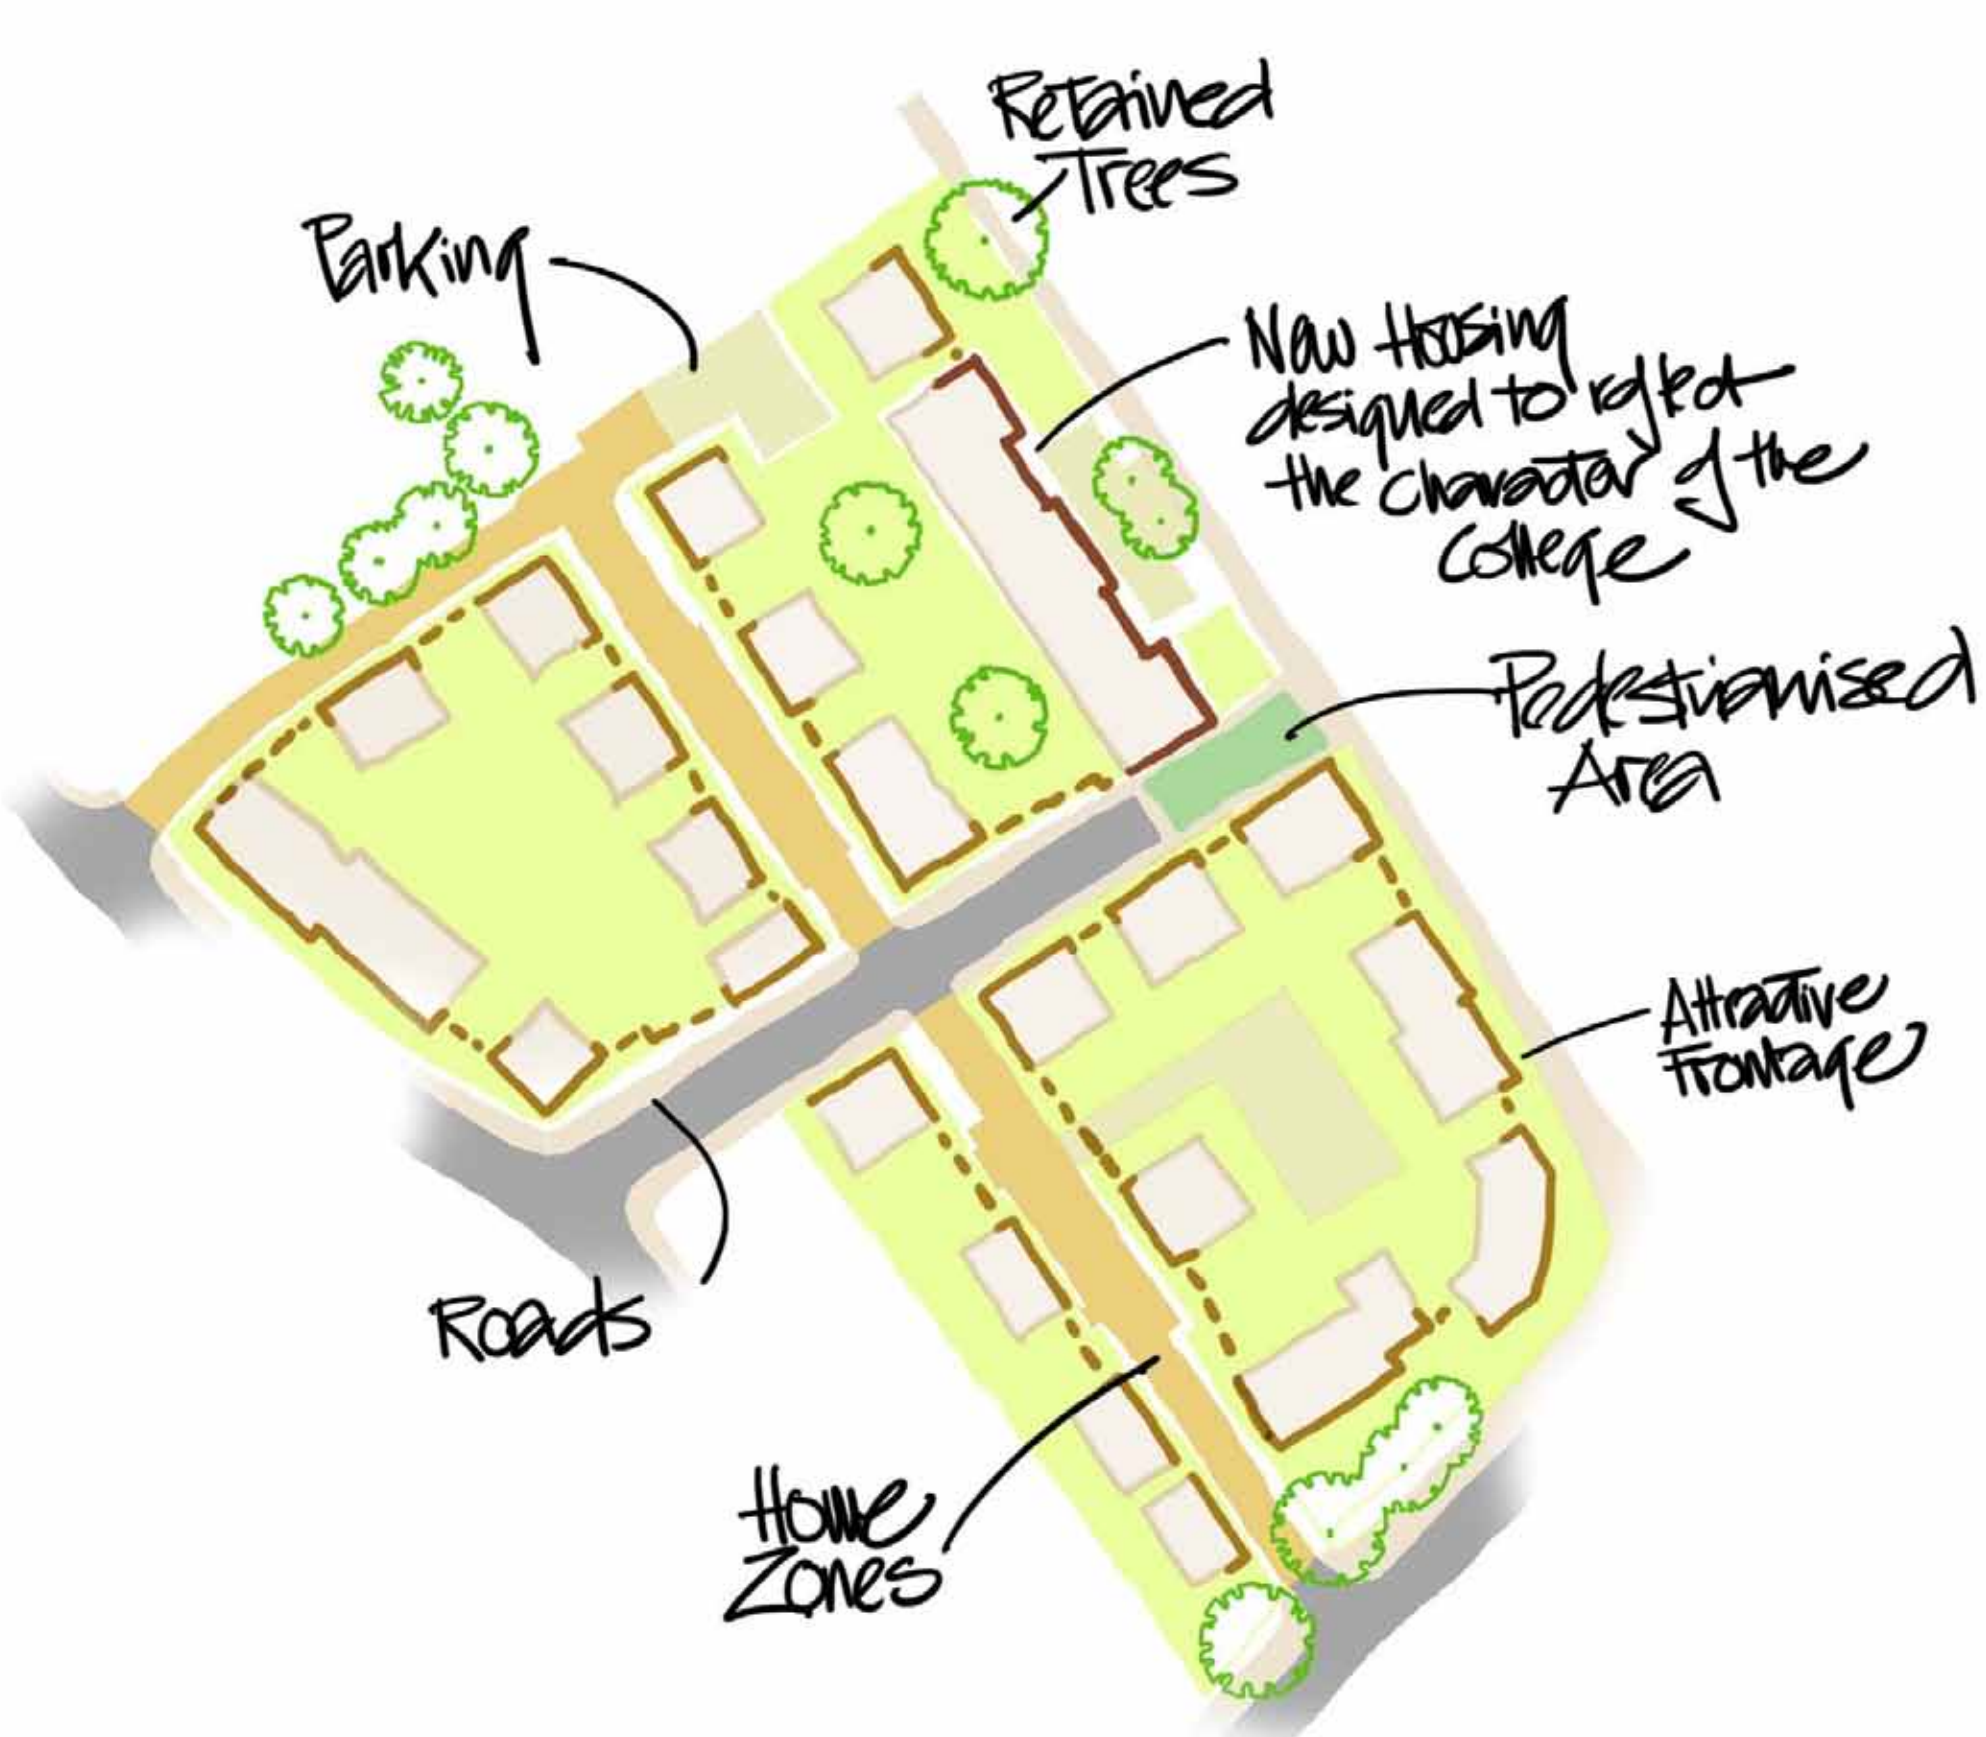 Retained
Trees
Parking
New Housing
designed to reflect
the character of the
College
Pedestrianised
Area
Attractive
Frontage
Roads
Home
Zones